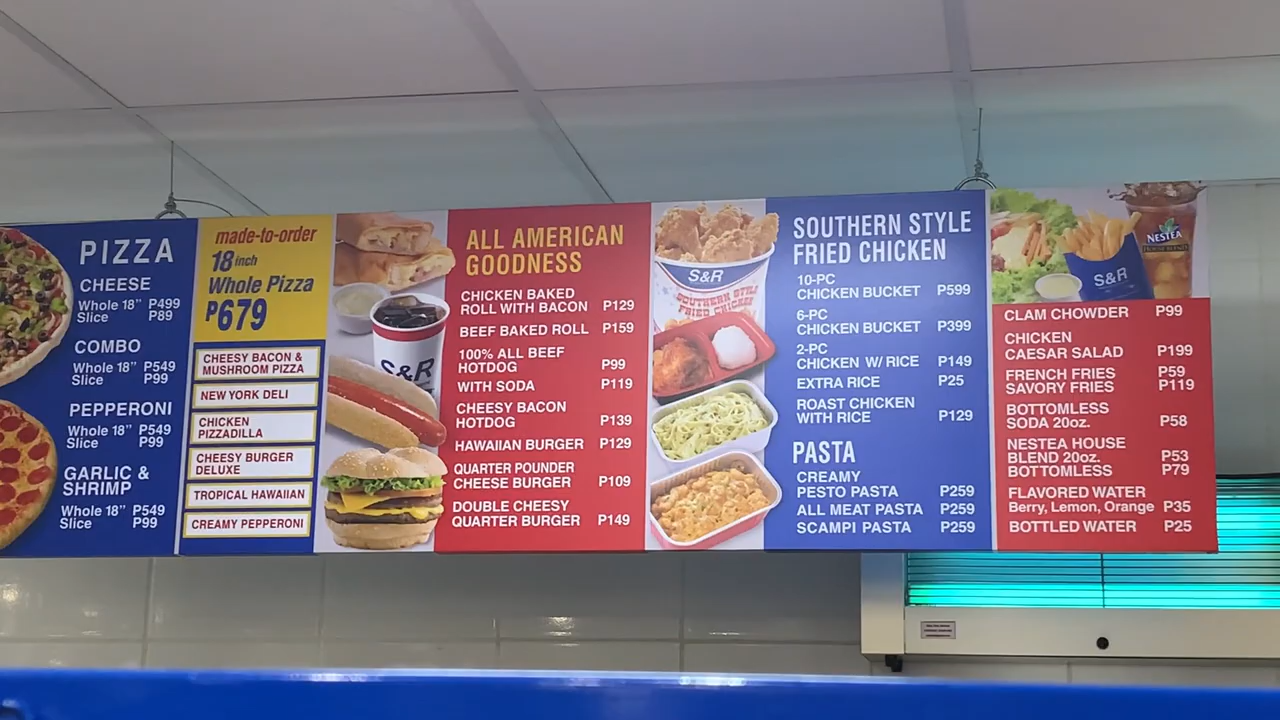 PIZZA
CHEESE
Whole 18" P499
Slice P89
COMBO
Whole 18" P549
Slice P99
PEPPERONI
Whole 18" P549
Slice P99
GARLIC &
SHRIMP
Whole 18" P549
Slice P99
made-to-order
18 inch
Whole Pizza
P679
CHEESY BACON &
MUSHROOM PIZZA
NEW YORK DELI
CHICKEN
PIZZADILLA
CHEESY BURGER
DELUXE
TROPICAL HAWAIIAN
CREAMY PEPPERONI
S&R
ALL AMERICAN
GOODNESS
CHICKEN BAKED
ROLL WITH BACON P129
BEEF BAKED ROLL P159
100% ALL BEEF
HOTDOG P99
WITH SODA P119
CHEESY BACON
HOTDOG P139
HAWAIIAN BURGER P129
QUARTER POUNDER
CHEESE BURGER P109
DOUBLE CHEESY
QUARTER BURGER P149
S&R
SOUTHERN STYLE
FRIED CHICKEN
SOUTHERN STYLE
FRIED CHICKEN
10-PC
CHICKEN BUCKET P599
6-PC
CHICKEN BUCKET P399
2-PC
CHICKEN W/ RICE P149
EXTRA RICE P25
ROAST CHICKEN
WITH RICE P129
PASTA
CREAMY
PESTO PASTA P259
ALL MEAT PASTA P259
SCAMPI PASTA P259
S&R
NESTEA
CLAM CHOWDER P99
CHICKEN
CAESAR SALAD P199
FRENCH FRIES P59
SAVORY FRIES P119
BOTTOMLESS
SODA 20oz. P58
NESTEA HOUSE
BLEND 20oz. P53
BOTTOMLESS P79
FLAVORED WATER
Berry, Lemon, Orange P35
BOTTLED WATER P25